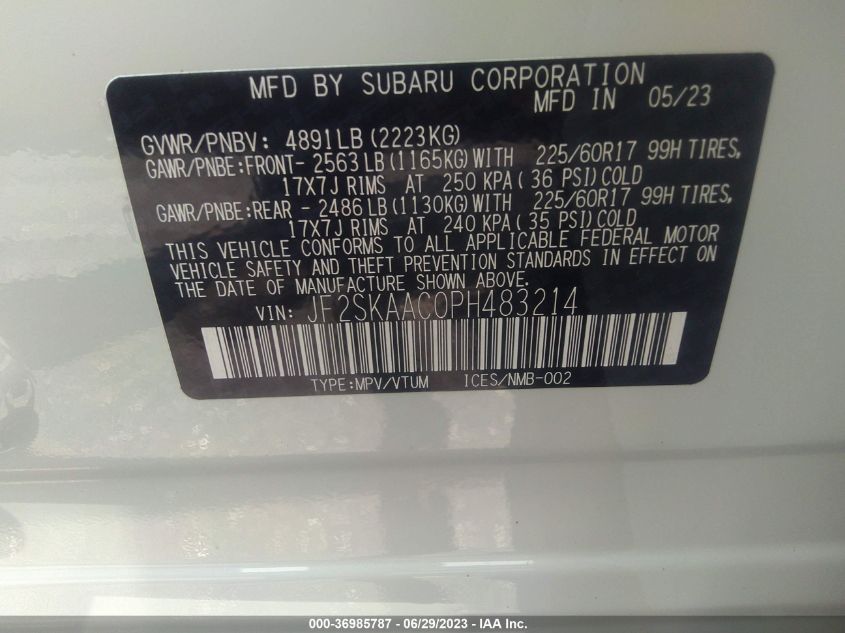 MFD BY SUBARU CORPORATION
MFD IN 05/23
GVWR/PNBV: 4891LB (2223KG)
GAWR/PNBE:FRONT- 2563LB (1165KG) WITH 225/60R17 99H TIRES,
17X7J RIMS AT 250 KPA( 36 PSI) COLD
GAWR/PNBE:REAR - 2486LB (1130KG) WITH 225/60R17 99H TIRES,
17X7J RIMS AT 240 KPA( 35 PSI) COLD
THIS VEHICLE CONFORMS TO ALL APPLICABLE FEDERAL MOTOR
VEHICLE SAFETY AND THEFT PREVENTION STANDARDS IN EFFECT ON
THE DATE OF MANUFACTURE SHOWN ABOVE.
VIN: JF2SKAAC0PH483214
TYPE:MPV/VTUM ICES/NMB-002
000-36985787 - 06/29/2023 - Copyright © 2023 IAA, Inc.